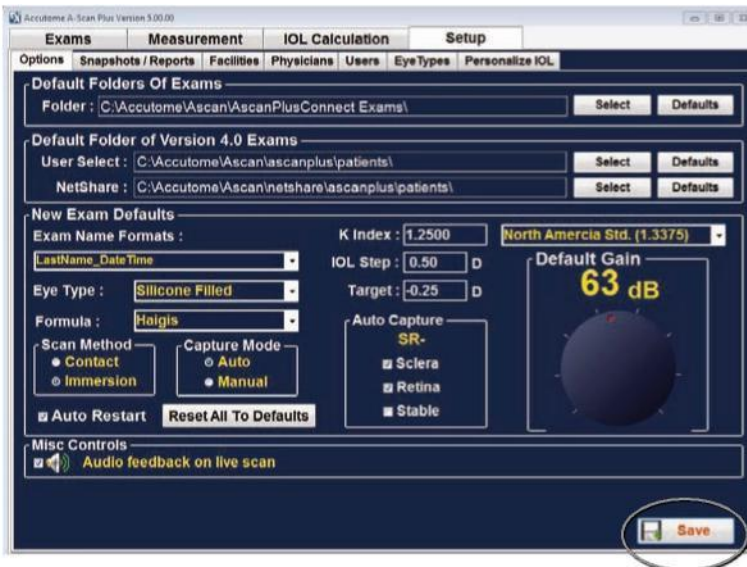 Accutome A-Scan Plus Version 5.00.00
Exams Measurement IOL Calculation Setup
Options Snapshots / Reports Facilities Physicians Users EyeTypes Personalize IOL
Default Folders Of Exams
Folder : C:\Accutome\Ascan\AscanPlusConnect Exams\ Select Defaults
Default Folder of Version 4.0 Exams
User Select : C:\Accutome\Ascan\ascanplus\patients\ Select Defaults
NetShare : C:\Accutome\Ascan\netshare\ascanplus\patients\ Select Defaults
New Exam Defaults
Exam Name Formats : K Index : 1.2500 North Amercia Std. (1.3375)
LastName_DateTime IOL Step : 0.50 D Default Gain
Eye Type : Silicone Filled Target : -0.25 D 63 dB
Formula : Haigis Auto Capture
Scan Method Capture Mode SR-
Contact Auto Sclera
Immersion Manual Retina
Auto Restart Reset All To Defaults Stable
Misc Controls
Audio feedback on live scan
Save